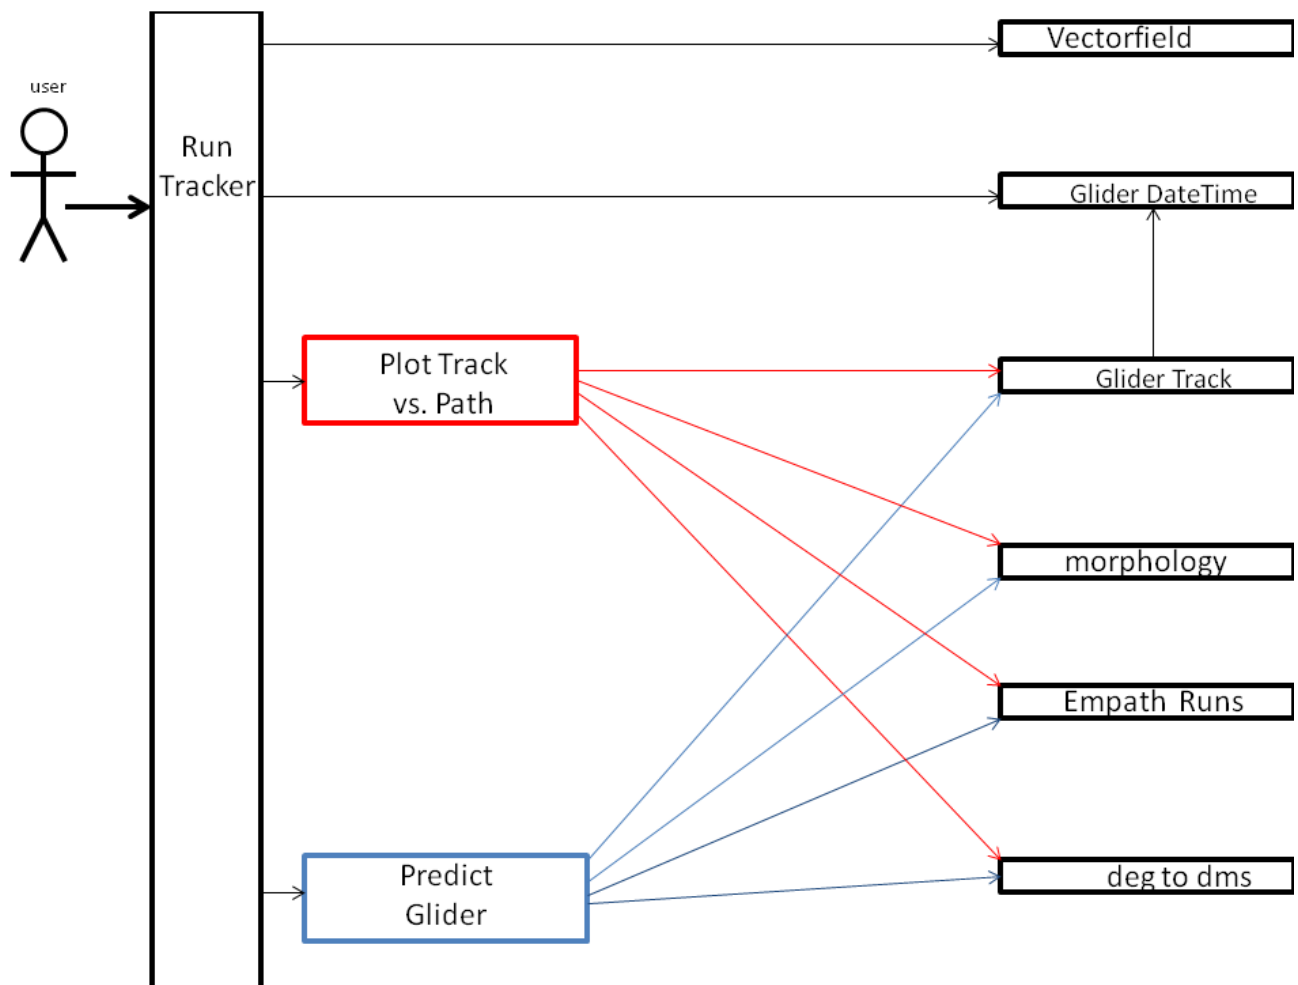 Vectorfield
user
Run
Tracker
Glider DateTime
Plot Track
vs. Path
Glider Track
morphology
Empath Runs
Predict
Glider
deg to dms